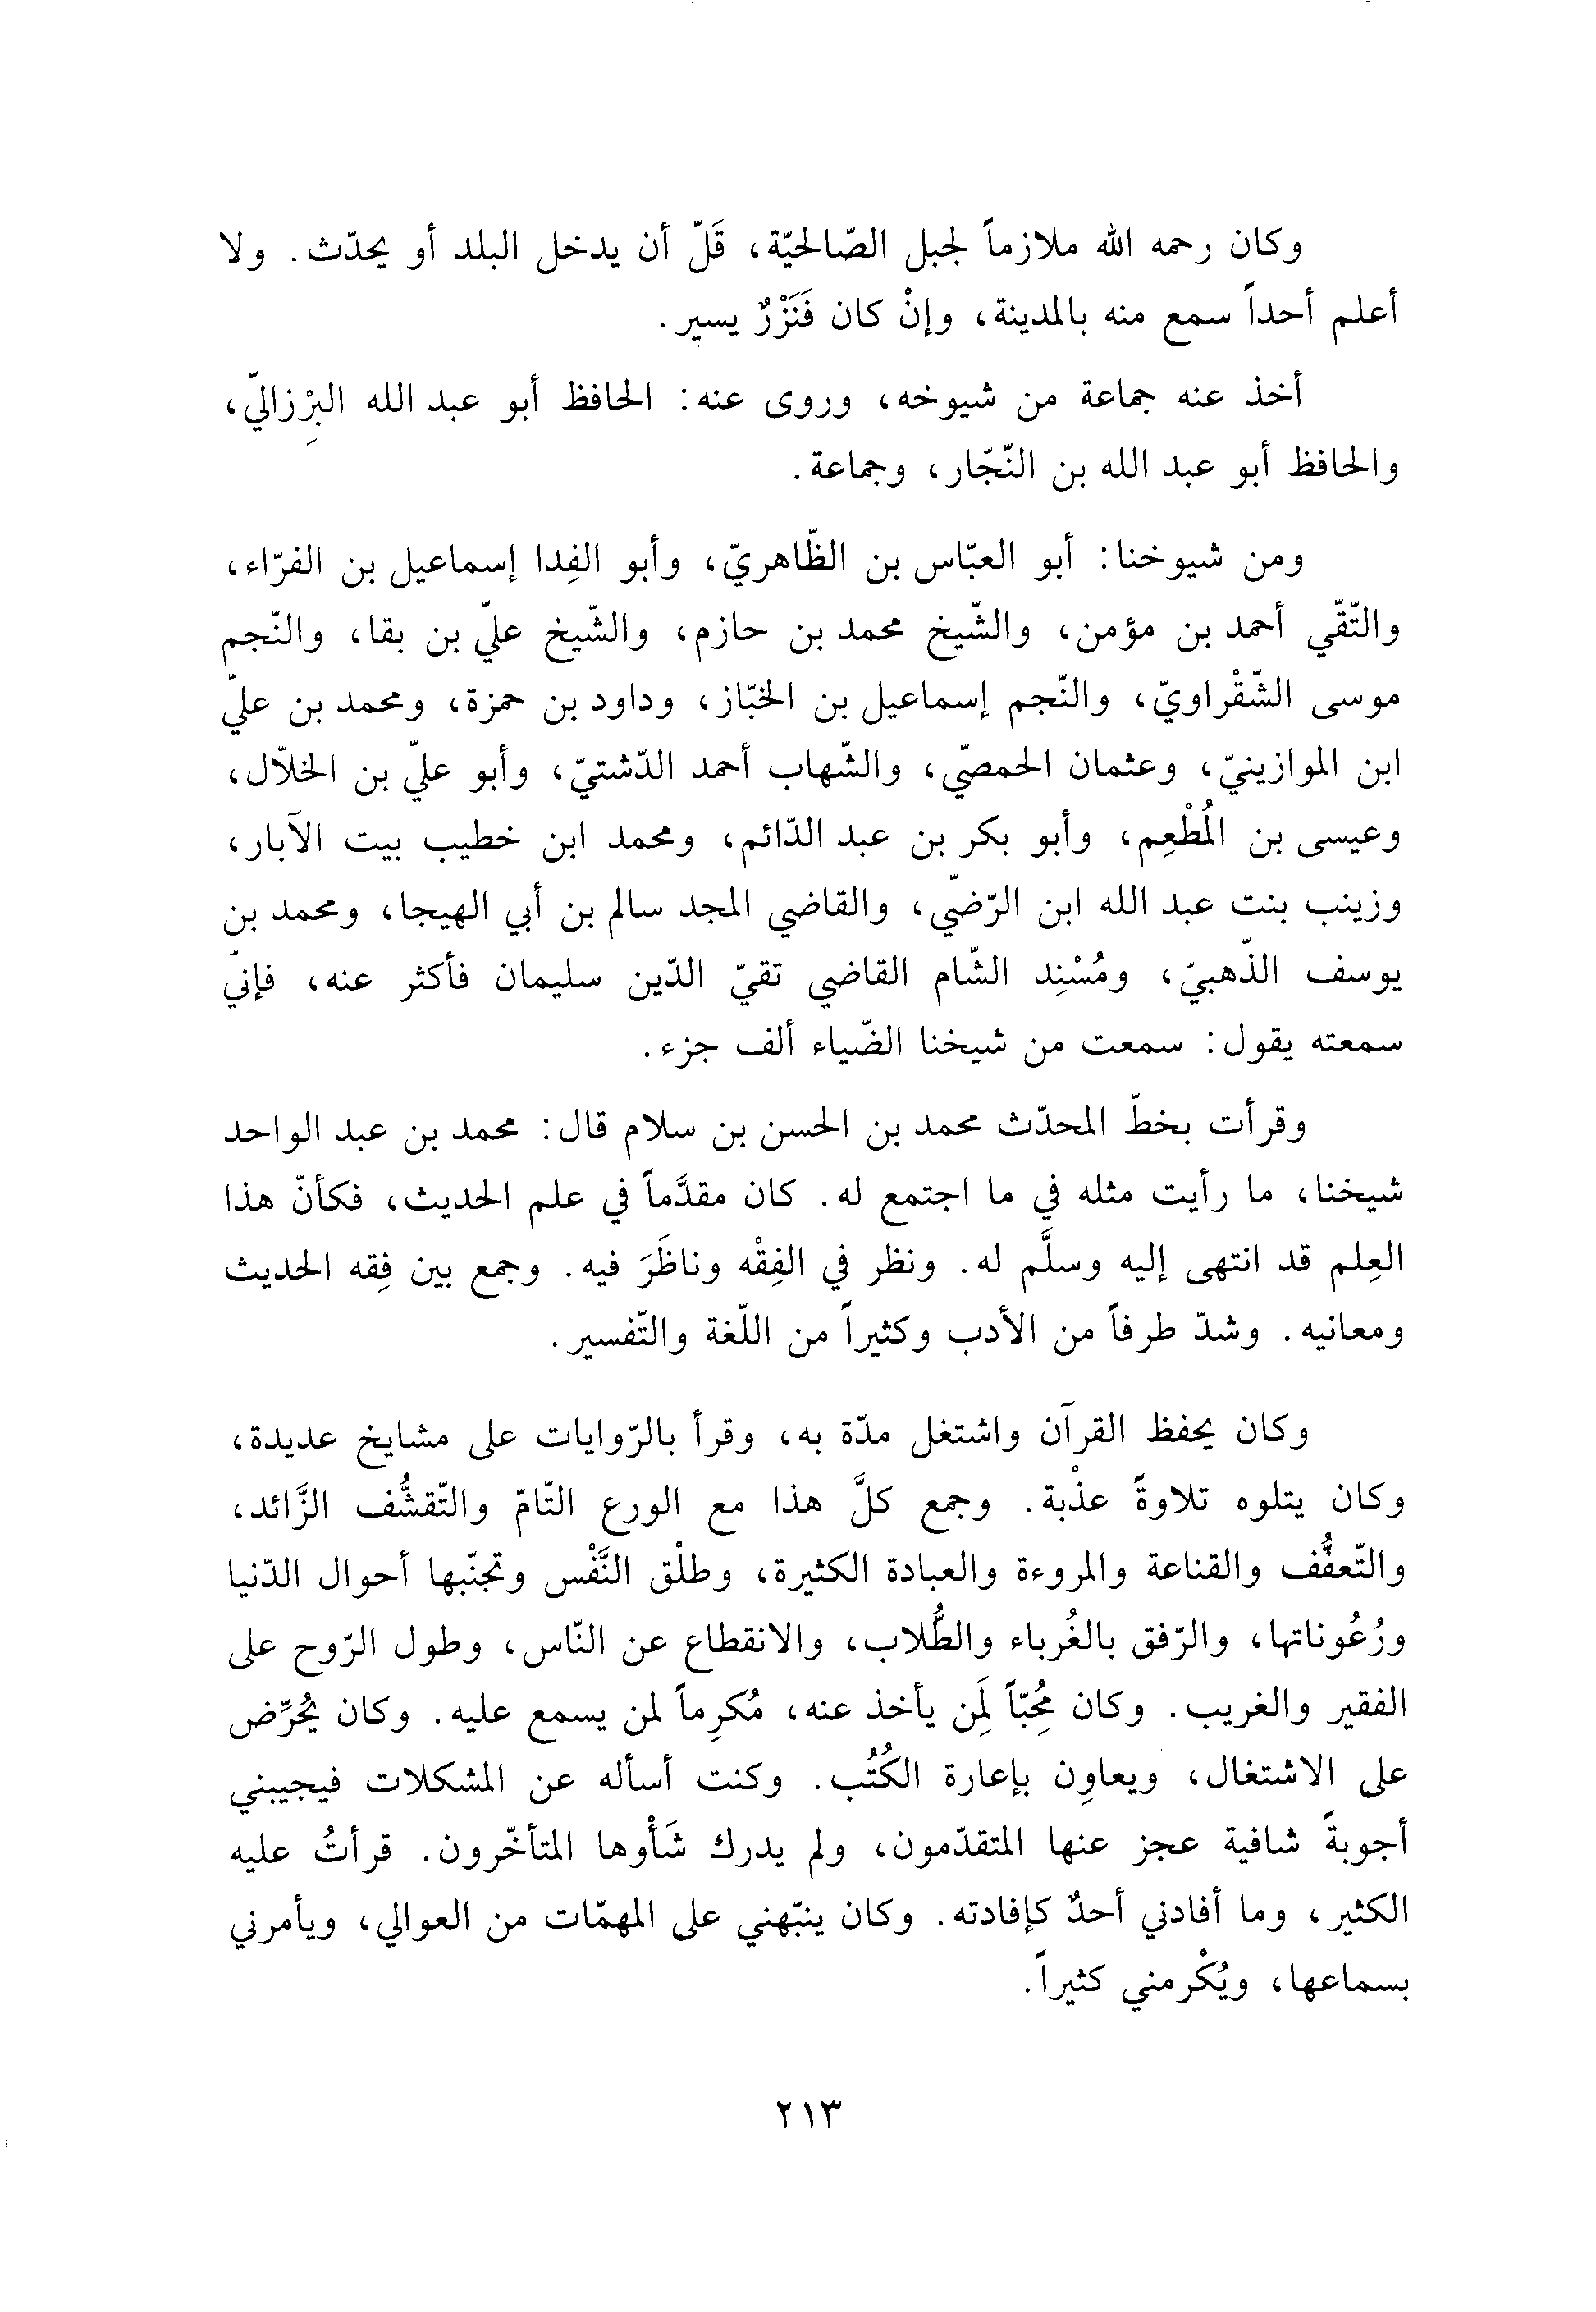 وكان رحمه الله ملازماً لجبل الصّالحيّة، قَلّ أن يدخل البلد أو يحدّث. ولا
أعلم أحداً سمع منه بالمدينة، وإنْ كان فَنَزْرٌ يسير.
أخذ عنه جماعة من شيوخه، وروى عنه: الحافظ أبو عبد الله البِرْزاليّ،
والحافظ أبو عبد الله بن النّجّار، وجماعة.
ومن شيوخنا: أبو العبّاس بن الظّاهريّ، وأبو الفِدا إسماعيل بن الفرّاء،
والتّقّي أحمد بن مؤمن، والشّيخ محمد بن حازم، والشّيخ عليّ بن بقا، والنّجم
موسى الشّقْراويّ، والنّجم إسماعيل بن الخبّاز، وداود بن حمزة، ومحمد بن عليّ
ابن الموازينيّ، وعثمان الحمصّي، والشّهاب أحمد الدّشتيّ، وأبو عليّ بن الخلاّل،
وعيسى بن المُطْعِم، وأبو بكر بن عبد الدّائم، ومحمد ابن خطيب بيت الآبار،
وزينب بنت عبد الله ابن الرّضّي، والقاضي المجد سالم بن أبي الهيجا، ومحمد بن
يوسف الذّهبيّ، ومُسْنِد الشّام القاضي تقيّ الدّين سليمان فأكثر عنه، فإنيّ
سمعته يقول: سمعت من شيخنا الضّياء ألف جزء.
وقرأت بخطّ المحدّث محمد بن الحسن بن سلام قال: محمد بن عبد الواحد
شيخنا، ما رأيت مثله في ما اجتمع له. كان مقدَّماً في علم الحديث، فكأنّ هذا
العِلم قد انتهى إليه وسلَّم له. ونظر في الفِقْه وناظَرَ فيه. وجمع بين فِقه الحديث
ومعانيه. وشدّ طرفاً من الأدب وكثيراً من اللّغة والتّفسير.
وكان يحفظ القرآن واشتغل مدّة به، وقرأ بالرّوايات على مشايخ عديدة،
وكان يتلوه تلاوةً عذْبة. وجمع كلَّ هذا مع الورع التّامّ والتّقشُّف الزَّائد،
والتّعفُّف والقناعة والمروءة والعبادة الكثيرة، وطلْق النَّفْس وتجنّبها أحوال الدّنيا
ورُعُوناتها، والرّفق بالغُرباء والطُّلاب، والانقطاع عن النّاس، وطول الرّوح على
الفقير والغريب. وكان مُحِبّاً لَِمن يأخذ عنه، مُكرِماً لمن يسمع عليه. وكان يُحرِّض
على الاشتغال، ويعاوِن بإعارة الكُتُب. وكنت أسأله عن المشكلات فيجيبني
أجوبةً شافية عجز عنها المتقدّمون، ولم يدرك شَأْوها المتأخّرون. قرأتُ عليه
الكثير، وما أفادني أحدٌ كإفادته. وكان ينبّهني على المهمّات من العوالي، ويأمرني
بسماعها، ويُكْرمني كثيراً.
٢١٣